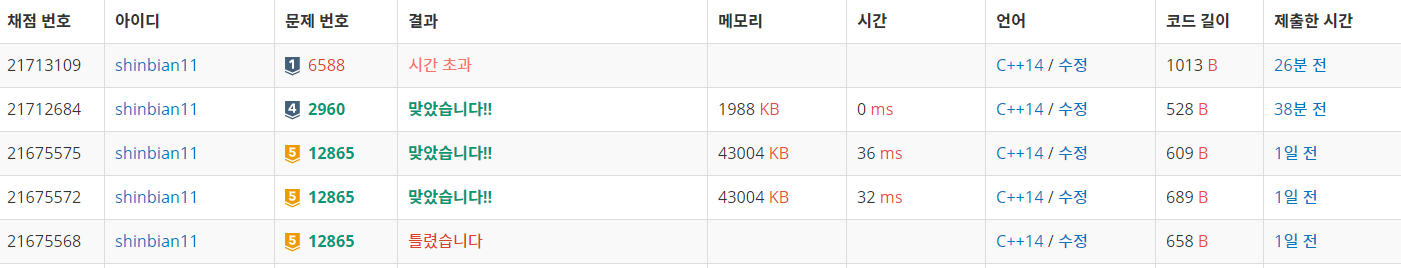 채점 번호 아이디 문제 번호 결과 메모리 시간 언어 코드 길이 제출한 시간
21713109 shinbian11 1 6588 시간 초과 C++14 / 수정 1013 B 26분 전
21712684 shinbian11 4 2960 맞았습니다!! 1988 KB 0 ms C++14 / 수정 528 B 38분 전
21675575 shinbian11 5 12865 맞았습니다!! 43004 KB 36 ms C++14 / 수정 609 B 1일 전
21675572 shinbian11 5 12865 맞았습니다!! 43004 KB 32 ms C++14 / 수정 689 B 1일 전
21675568 shinbian11 5 12865 틀렸습니다 C++14 / 수정 658 B 1일 전